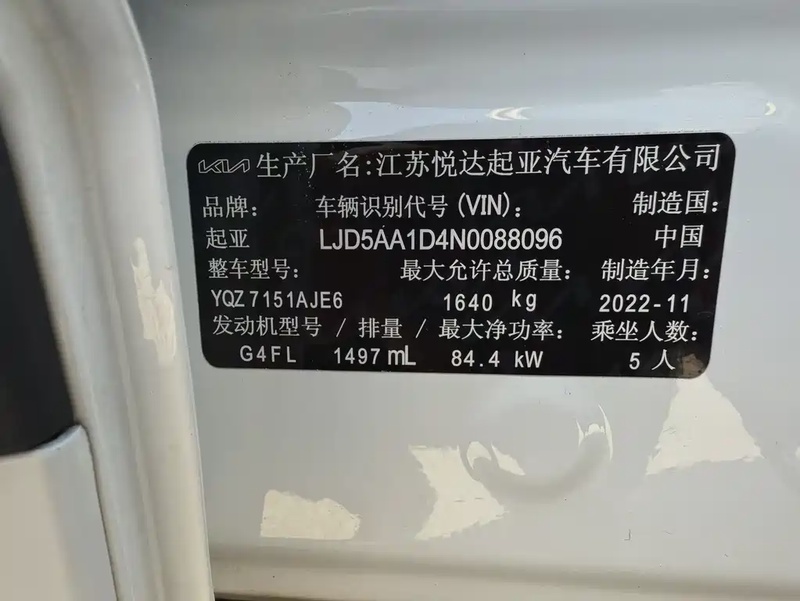 KIA 生产厂名:江苏悦达起亚汽车有限公司
品牌: 车辆识别代号(VIN): 制造国:
起亚 LJD5AA1D4N0088096 中国
整车型号: 最大允许总质量: 制造年月:
YQZ7151AJE6 1640 kg 2022-11
发动机型号 / 排量 / 最大净功率: 乘坐人数:
G4FL 1497mL 84.4 kW 5 人